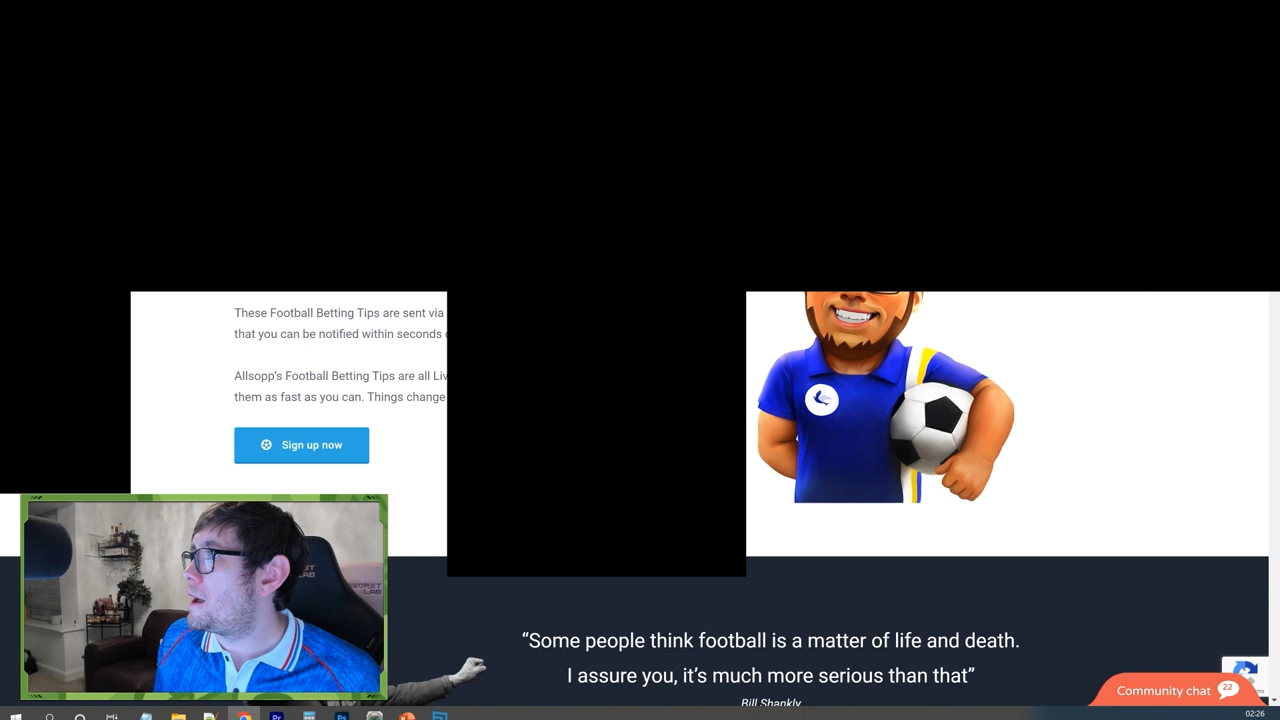 These Football Betting Tips are sent via
that you can be notified within seconds
Allsopp's Football Betting Tips are all Liv
them as fast as you can. Things change
Sign up now
SECRET
LAB
“Some people think football is a matter of life and death.
I assure you, it’s much more serious than that”
Bill Shankly
Community chat 22
02:26